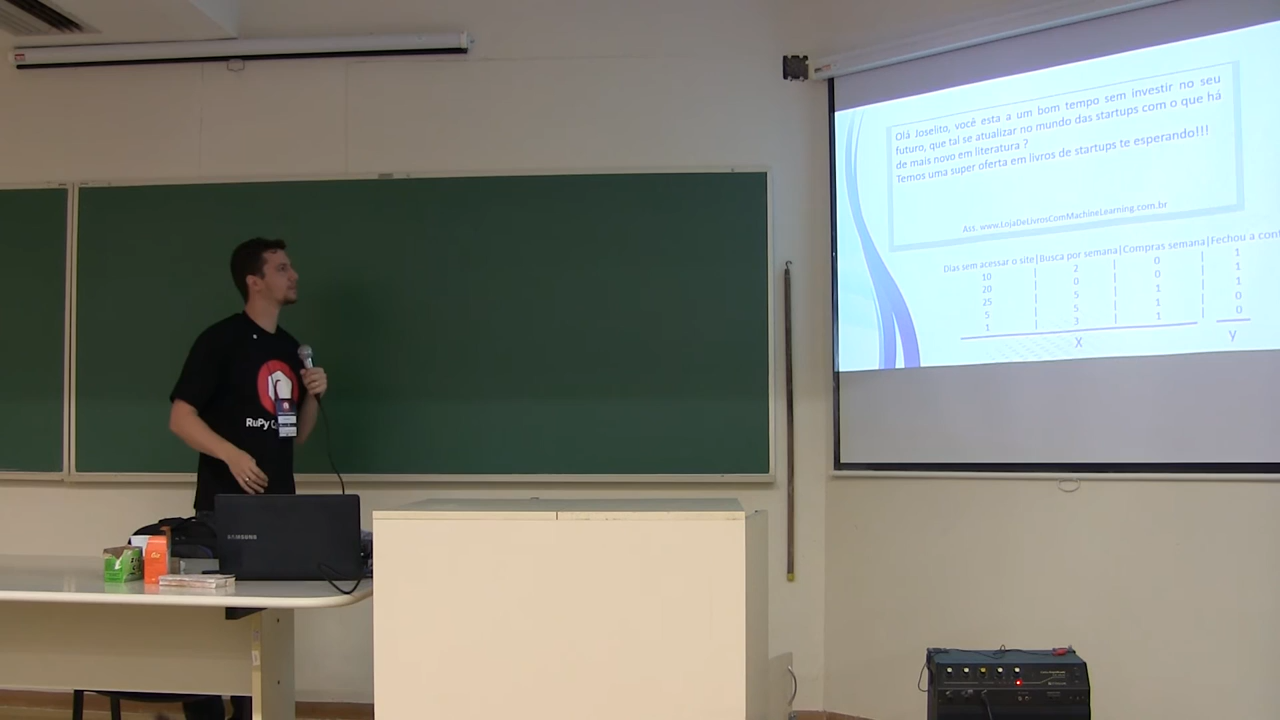 Olá Joselito, você esta a um bom tempo sem investir no seu
futuro, que tal se atualizar no mundo das startups com o que há
de mais novo em literatura ?
Temos uma super oferta em livros de startups te esperando!!!
Ass. www.LojaDeLivrosComMachineLearning.com.br
Dias sem acessar o site|Busca por semana|Compras semana|Fechou a cont
10 | 2 | 0 | 1
20 | 0 | 0 | 1
25 | 5 | 1 | 1
5 | 5 | 1 | 0
1 | 3 | 1 | 0
X y
RuPy
SAMSUNG